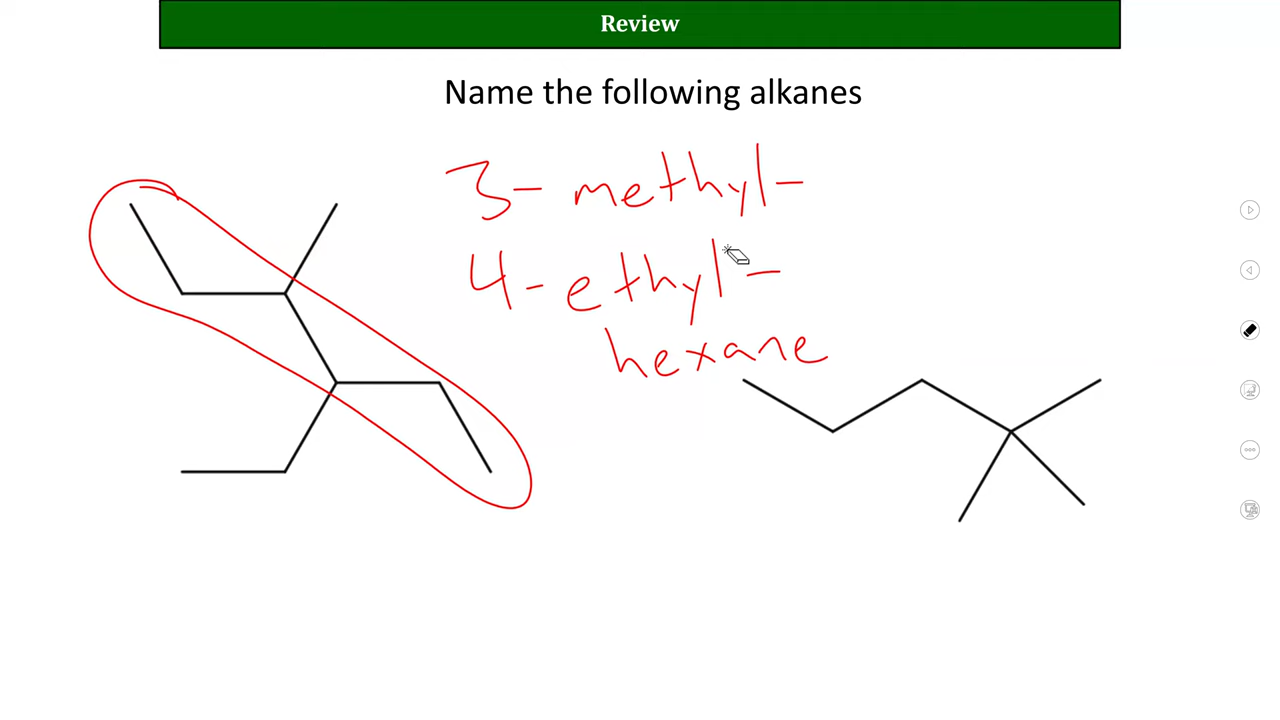 Review
Name the following alkanes
3- methyl-
4-ethyl-
hexane